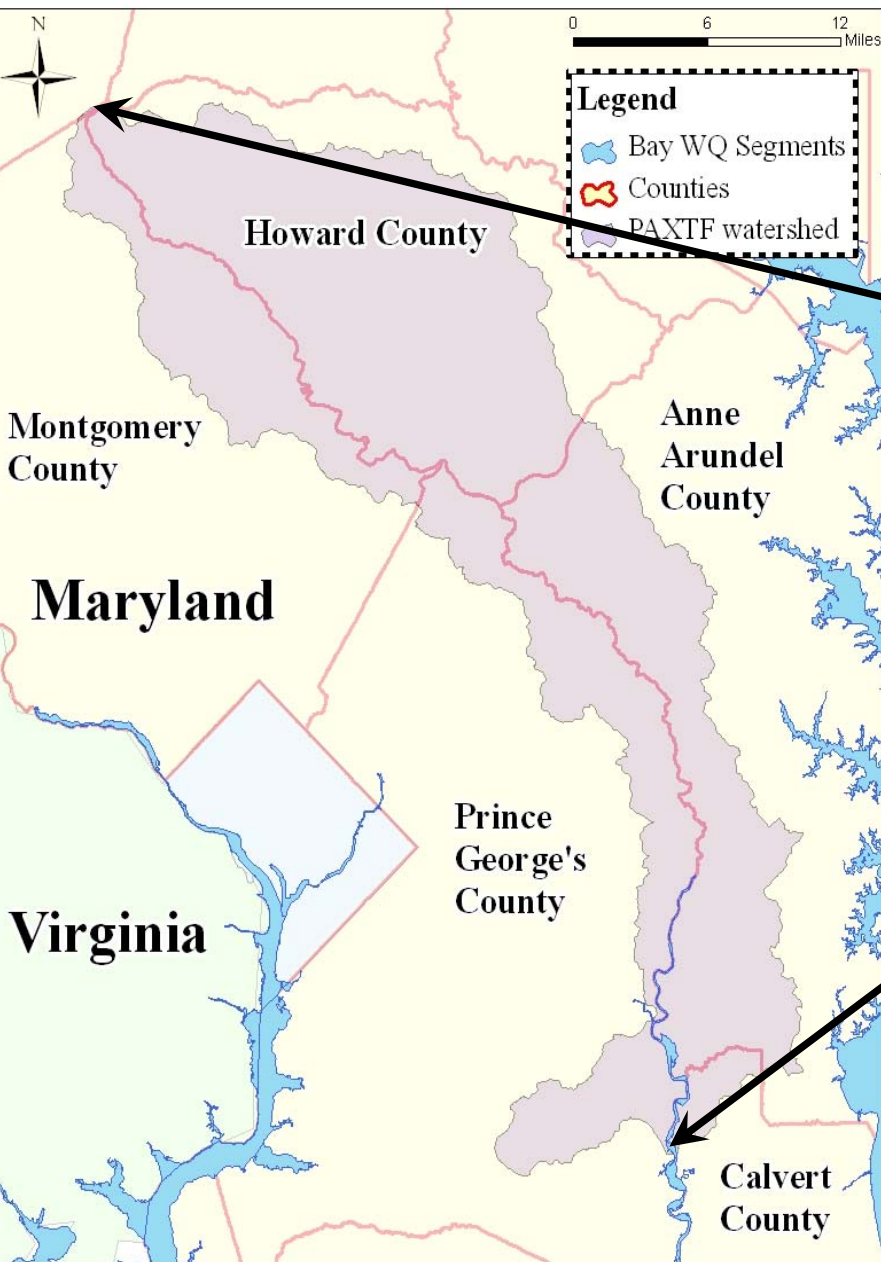 N
0 6 12
Miles
Legend
Bay WQ Segments
Counties
PAXTF watershed
Howard County
Montgomery
County
Anne
Arundel
County
Maryland
Prince
George's
County
Virginia
Calvert
County